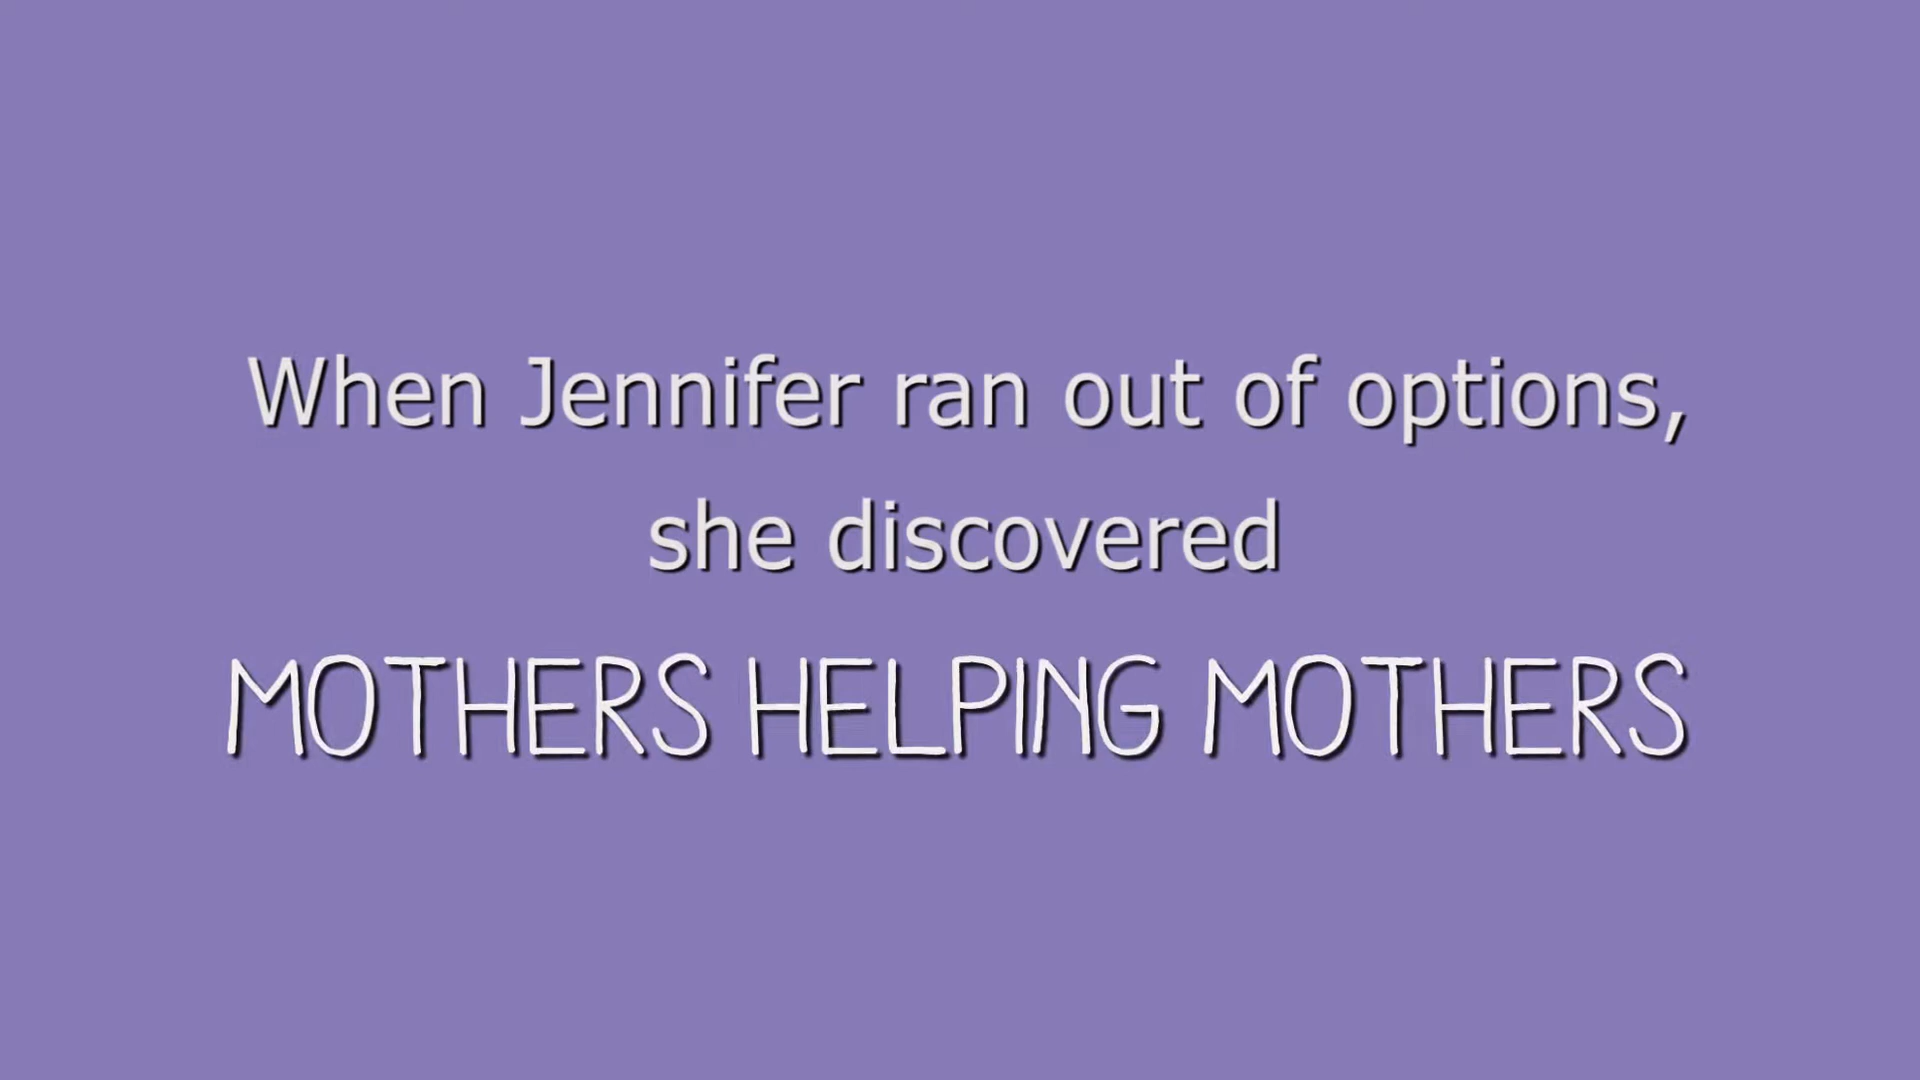 When Jennifer ran out of options,
she discovered
MOTHERS HELPING MOTHERS